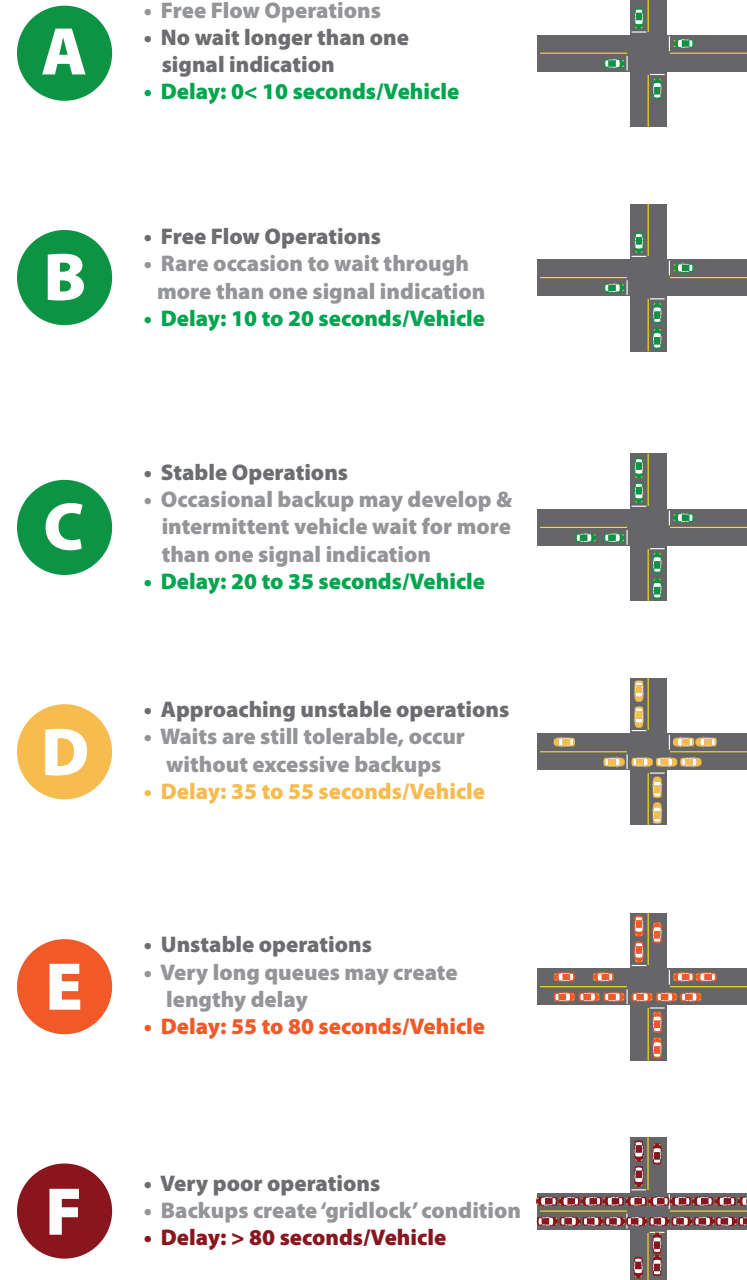 A
• Free Flow Operations
• No wait longer than one
signal indication
• Delay: 0< 10 seconds/Vehicle
B
• Free Flow Operations
• Rare occasion to wait through
more than one signal indication
• Delay: 10 to 20 seconds/Vehicle
C
• Stable Operations
• Occasional backup may develop &
intermittent vehicle wait for more
than one signal indication
• Delay: 20 to 35 seconds/Vehicle
D
• Approaching unstable operations
• Waits are still tolerable, occur
without excessive backups
• Delay: 35 to 55 seconds/Vehicle
E
• Unstable operations
• Very long queues may create
lengthy delay
• Delay: 55 to 80 seconds/Vehicle
F
• Very poor operations
• Backups create ‘gridlock’ condition
• Delay: > 80 seconds/Vehicle